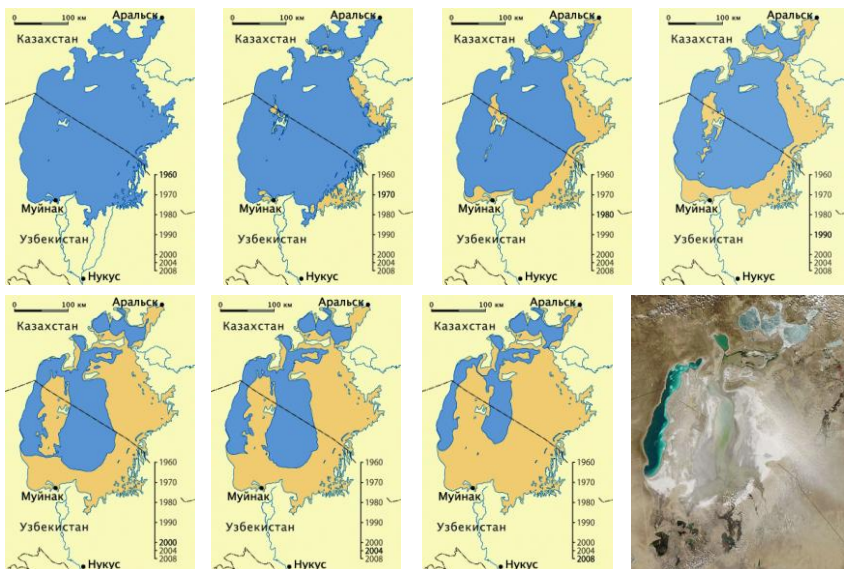 0 100 км
Аральск
Казахстан
1960
1970
1980
1990
2000
2004
2008
Муйнак
Узбекистан
Нукус
0 100 км
Аральск
Казахстан
1960
1970
1980
1990
2000
2004
2008
Муйнак
Узбекистан
Нукус
0 100 км
Аральск
Казахстан
1960
1970
1980
1990
2000
2004
2008
Муйнак
Узбекистан
Нукус
0 100 км
Аральск
Казахстан
1960
1970
1980
1990
2000
2004
2008
Муйнак
Узбекистан
Нукус
0 100 км
Аральск
Казахстан
1960
1970
1980
1990
2000
2004
2008
Муйнак
Узбекистан
Нукус
0 100 км
Аральск
Казахстан
1960
1970
1980
1990
2000
2004
2008
Муйнак
Узбекистан
Нукус
0 100 км
Аральск
Казахстан
1960
1970
1980
1990
2000
2004
2008
Муйнак
Узбекистан
Нукус